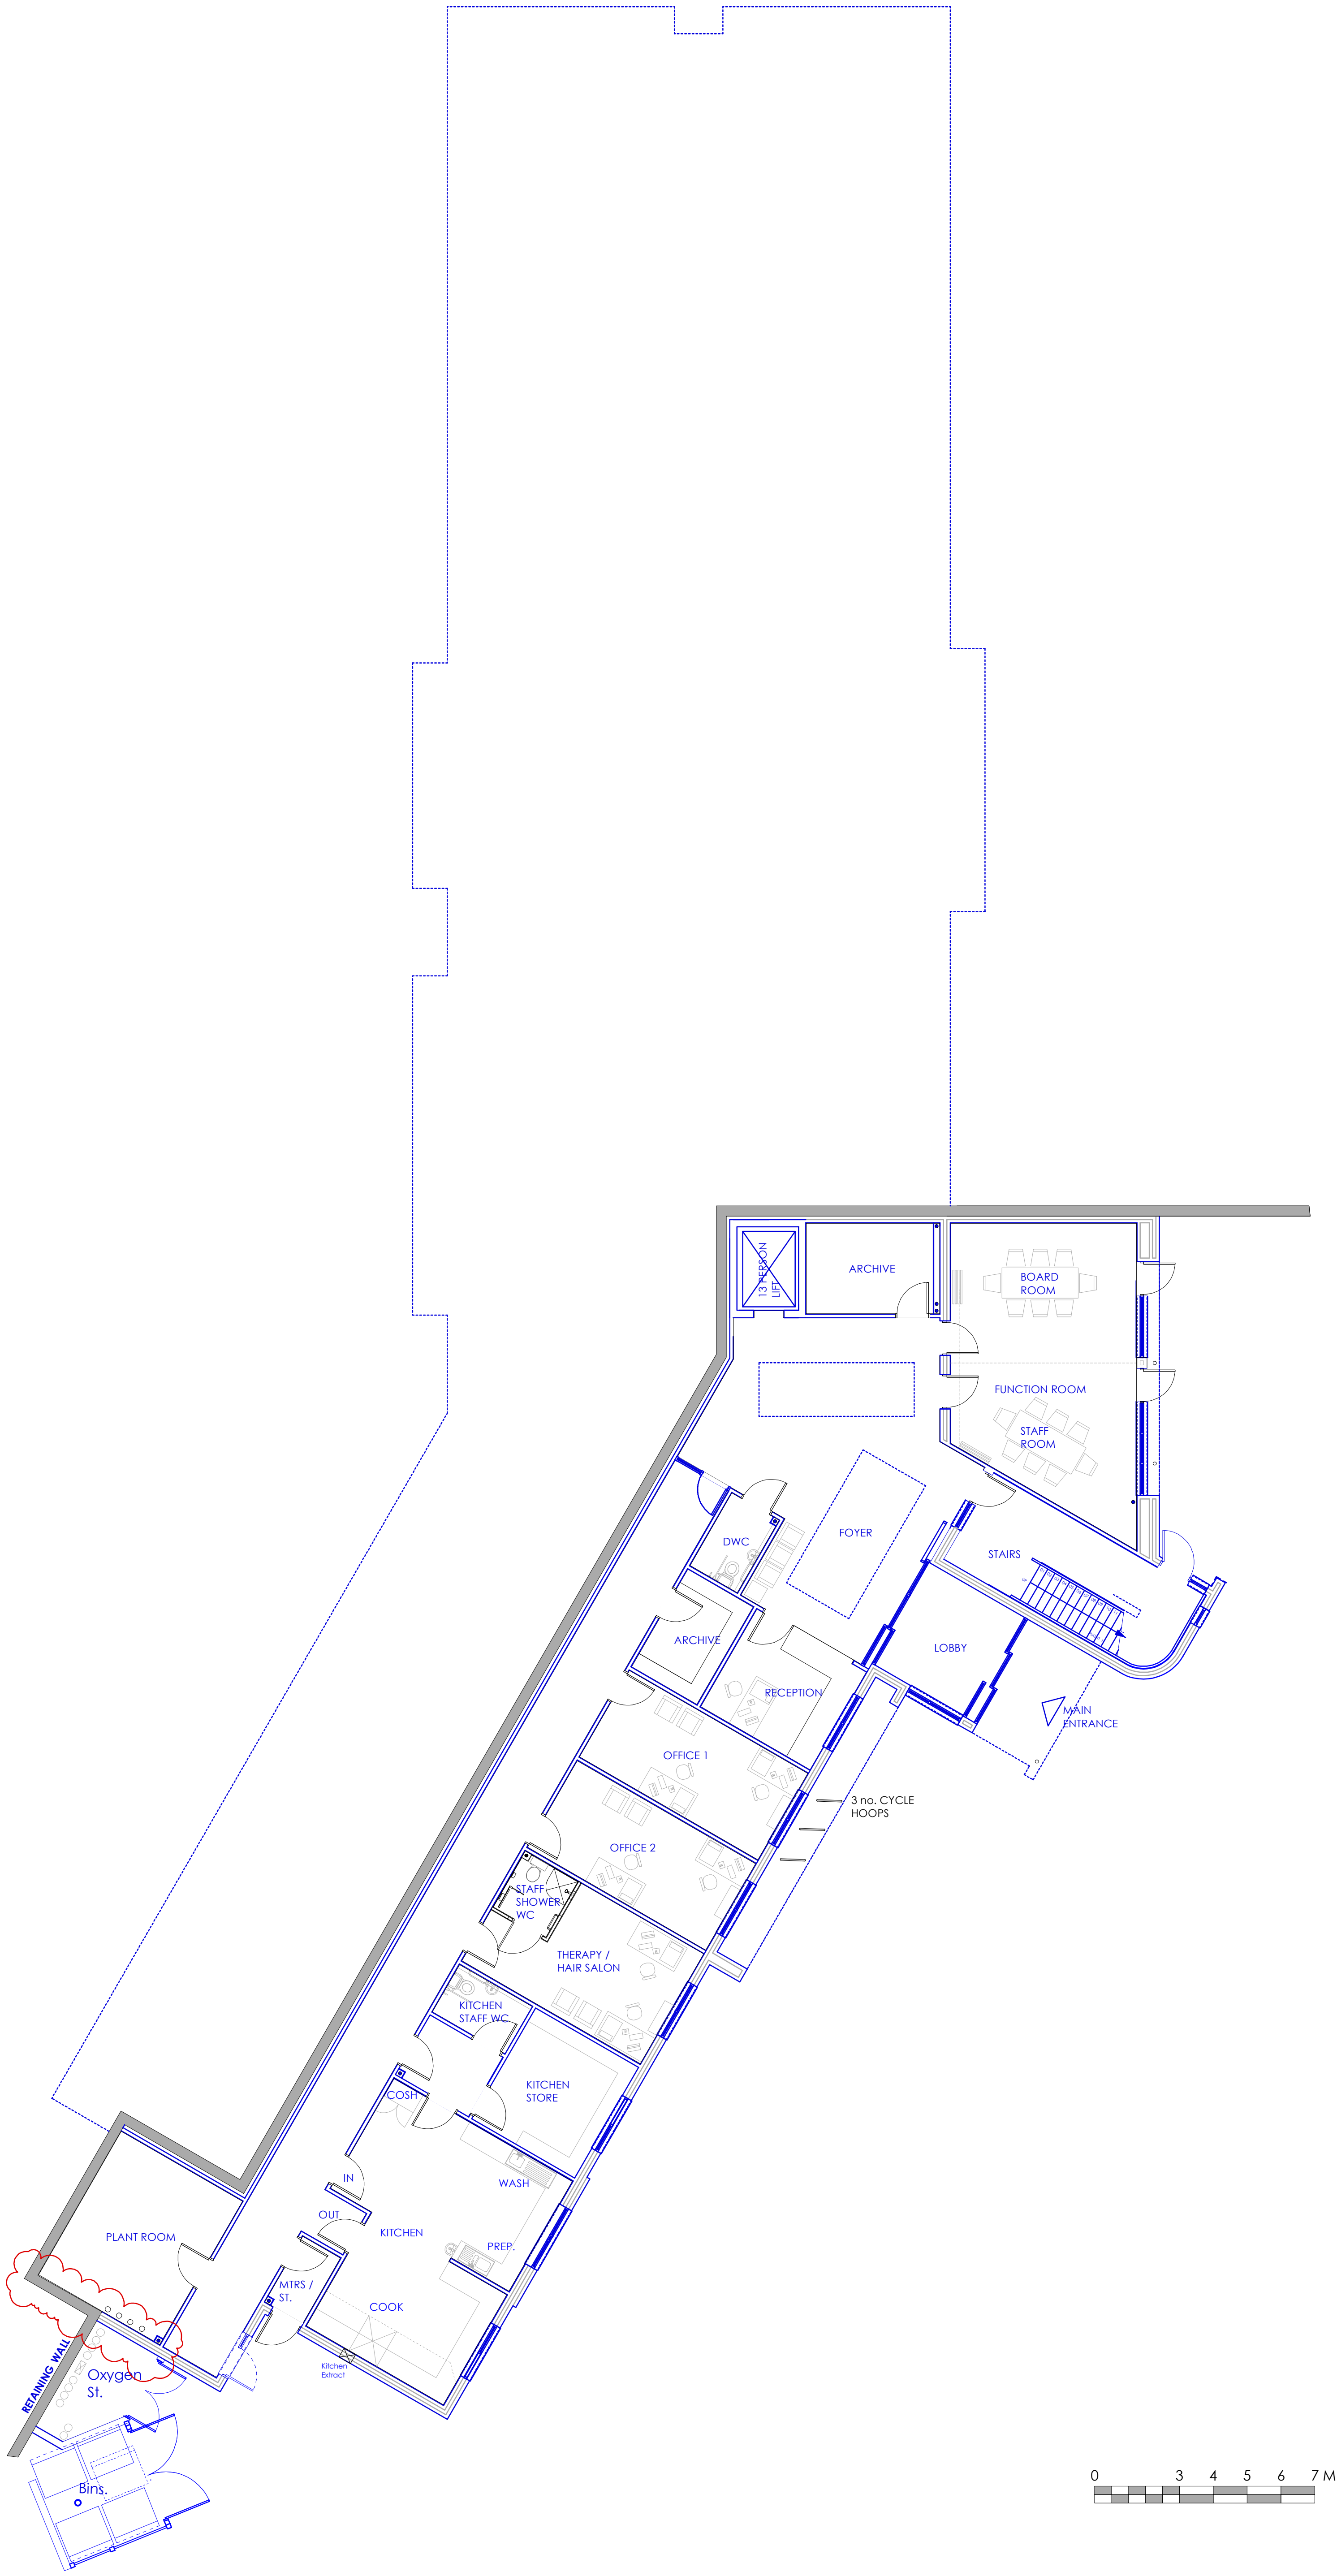 13 PERSON
LIFT
ARCHIVE
BOARD
ROOM
FUNCTION ROOM
STAFF
ROOM
DWC
FOYER
STAIRS
ARCHIVE
LOBBY
RECEPTION
MAIN
ENTRANCE
OFFICE 1
3 no. CYCLE
HOOPS
OFFICE 2
STAFF
SHOWER
WC
THERAPY /
HAIR SALON
KITCHEN
STAFF WC
KITCHEN
STORE
COSH
IN
WASH
OUT
KITCHEN
PREP.
PLANT ROOM
MTRS /
ST.
COOK
Kitchen
Extract
RETAINING WALL
Oxygen
St.
Bins.
0 3 4 5 6 7 M